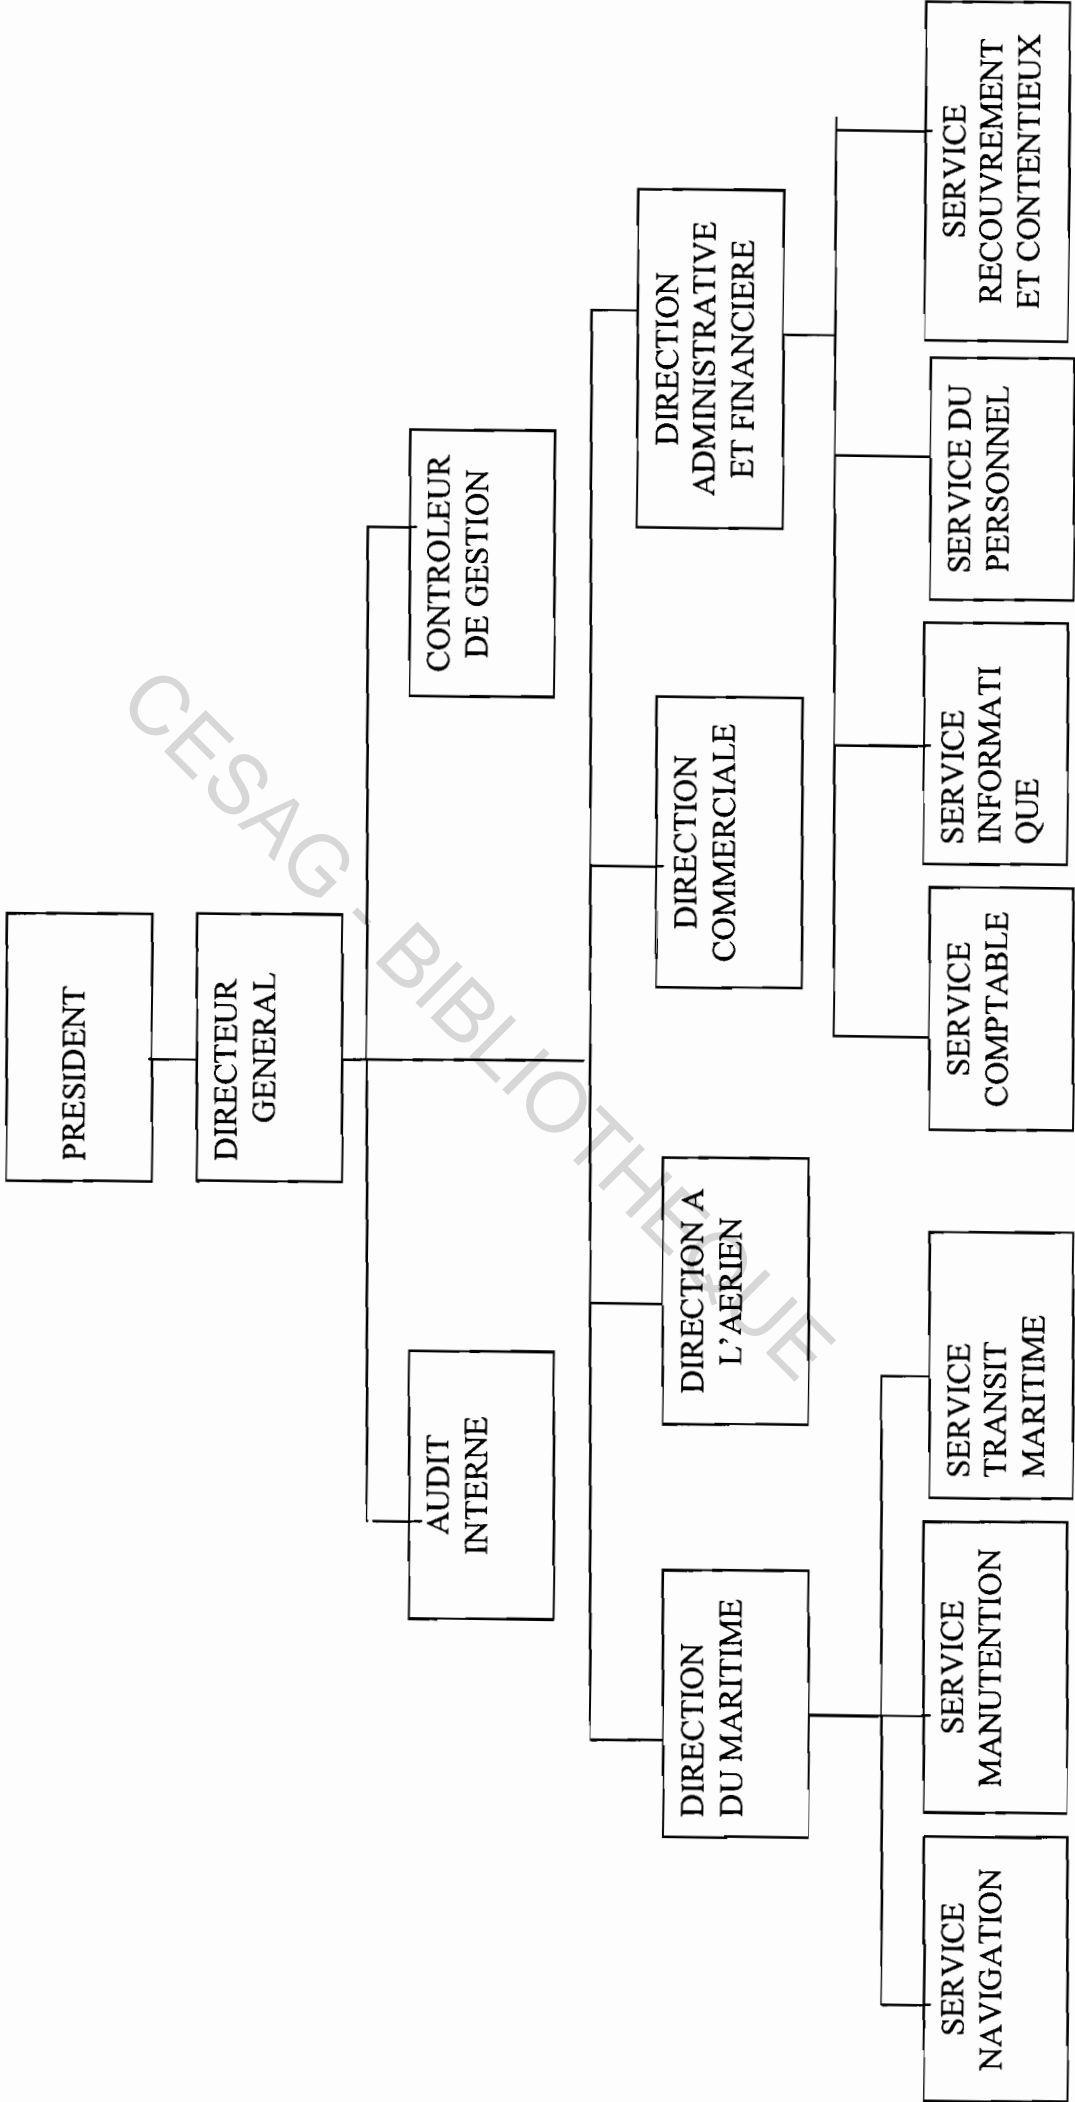 PRESIDENT
DIRECTEUR
GENERAL
AUDIT
INTERNE
CONTROLEUR
DE GESTION
DIRECTION
DU MARITIME
DIRECTION A
L'AERIEN
DIRECTION
COMMERCIALE
DIRECTION
ADMINISTRATIVE
ET FINANCIERE
SERVICE
NAVIGATION
SERVICE
MANUTENTION
SERVICE
TRANSIT
MARITIME
SERVICE
COMPTABLE
SERVICE
INFORMATI
QUE
SERVICE DU
PERSONNEL
SERVICE
RECOUVREMENT
ET CONTENTIEUX
CESAG - BIBLIOTHEQUE